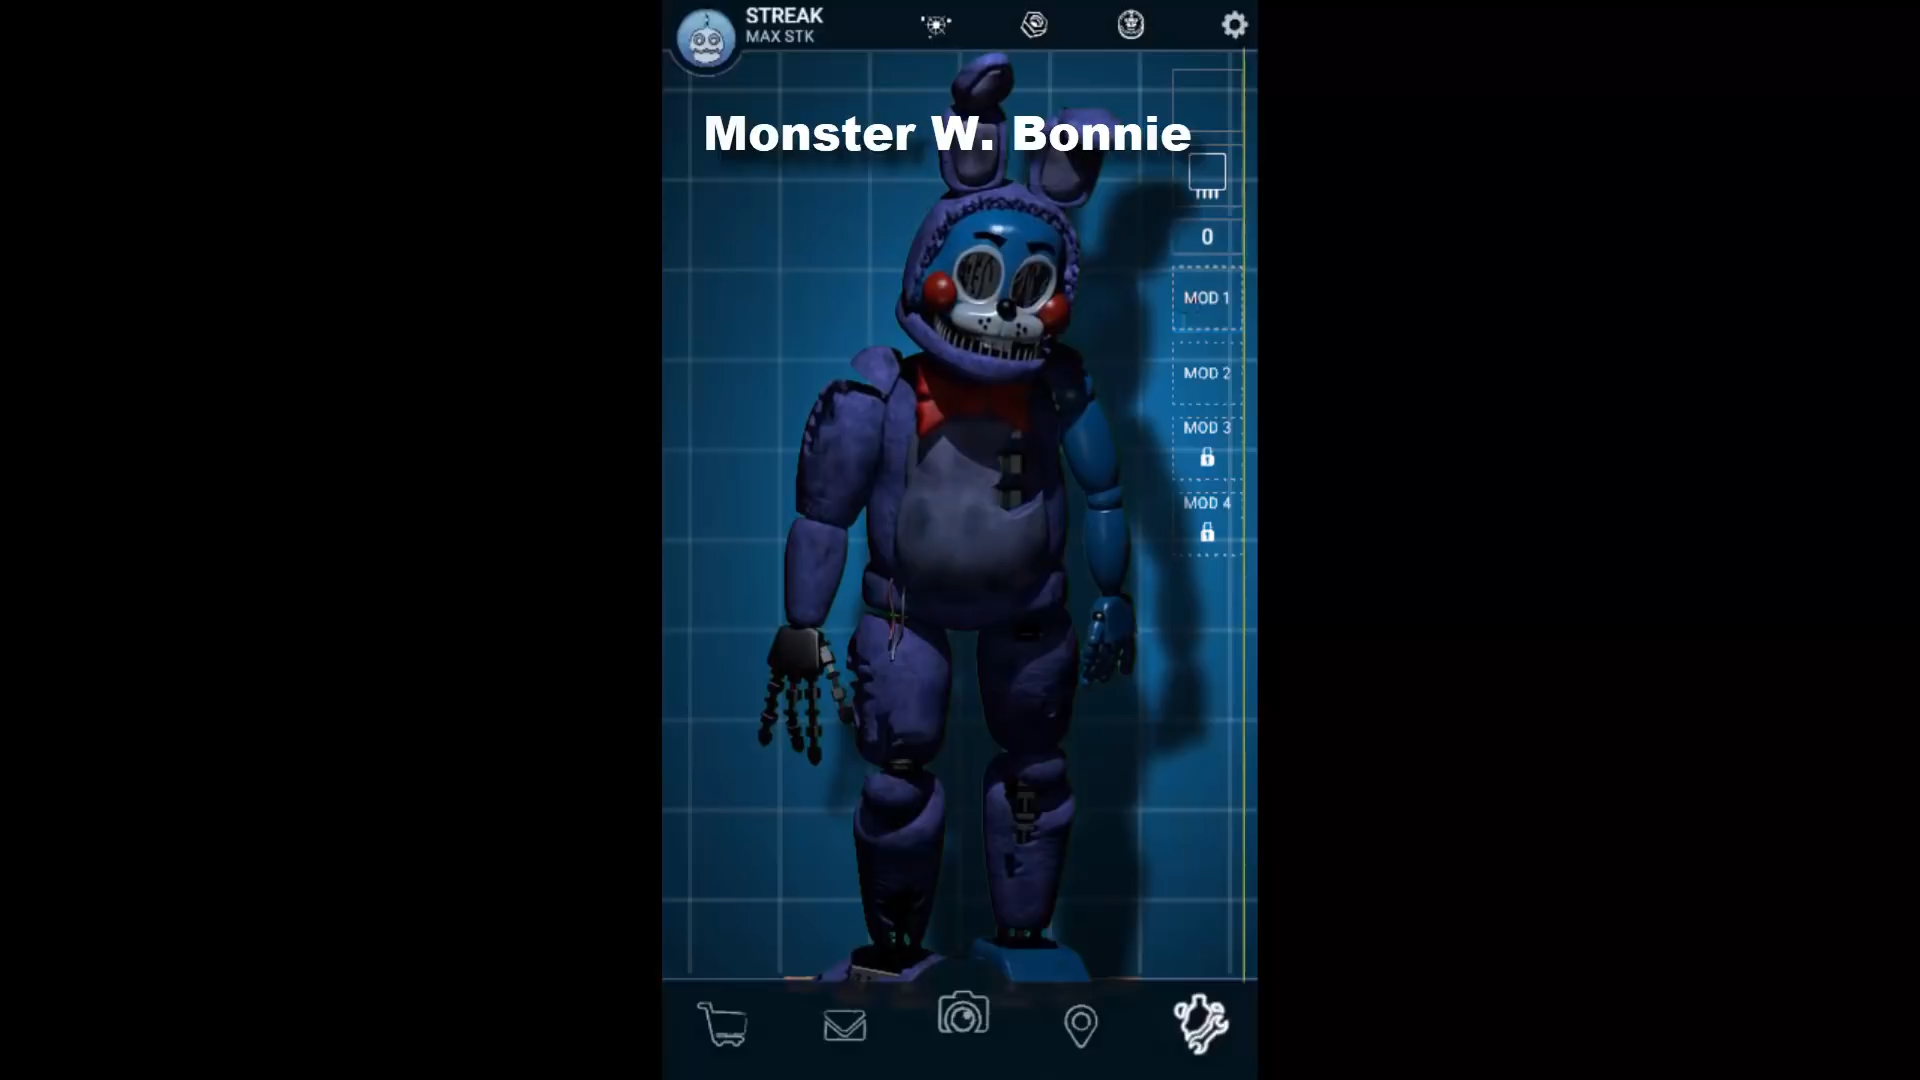 STREAK
MAX STK
Monster W. Bonnie
0
MOD 1
MOD 2
MOD 3
MOD 4